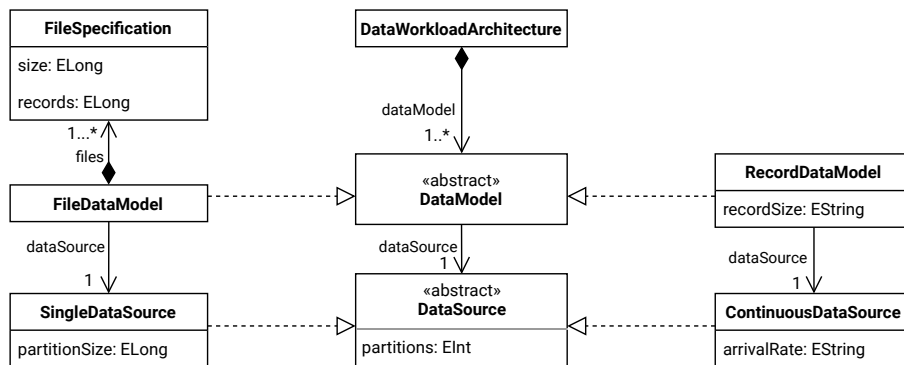 FileSpecification
size: ELong
records: ELong
1...*
files
FileDataModel
dataSource
1
SingleDataSource
partitionSize: ELong
DataWorkloadArchitecture
dataModel
1..*
«abstract»
DataModel
dataSource
1
«abstract»
DataSource
partitions: EInt
RecordDataModel
recordSize: EString
dataSource
1
ContinuousDataSource
arrivalRate: EString